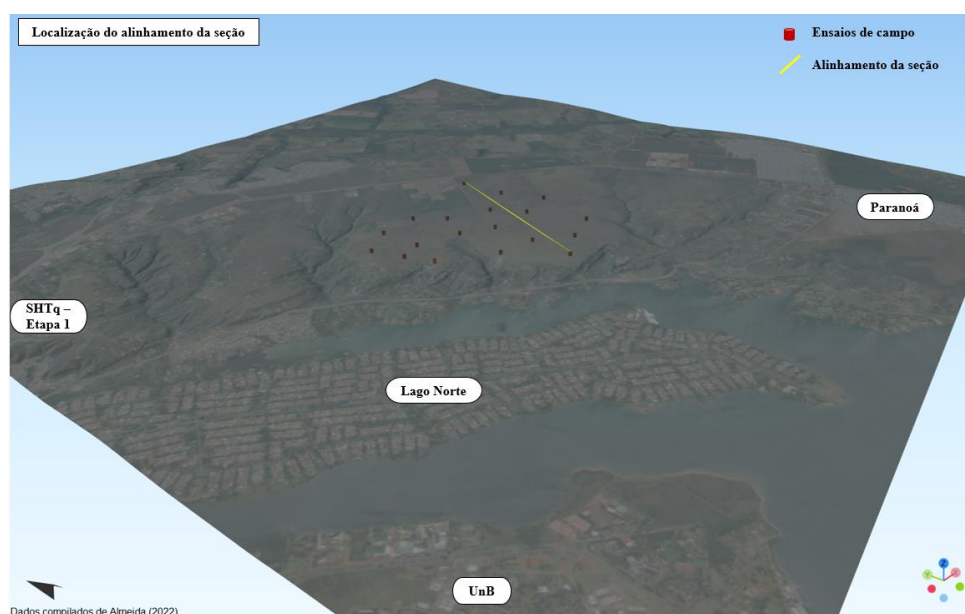 Localização do alinhamento da seção
Ensaios de campo
Alinhamento da seção
Paranoá
SHTq –
Etapa 1
Lago Norte
UnB
Z
Y
X
Dados compilados de Almeida (2022)